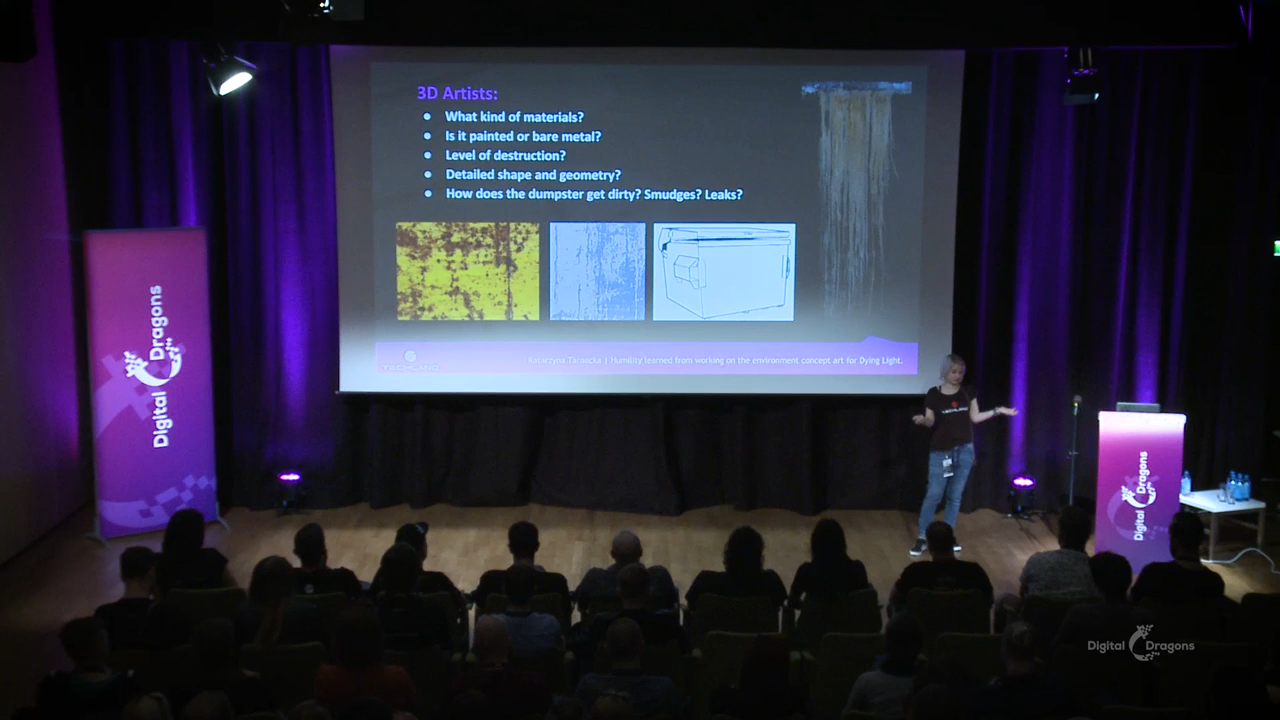 3D Artists:
● What kind of materials?
● Is it painted or bare metal?
● Level of destruction?
● Detailed shape and geometry?
● How does the dumpster get dirty? Smudges? Leaks?
TECHLAND
Katarzyna Tarnacka | Humility learned from working on the environment concept art for Dying Light.
Digital Dragons
TECHLAND
Digital Dragons
Digital Dragons